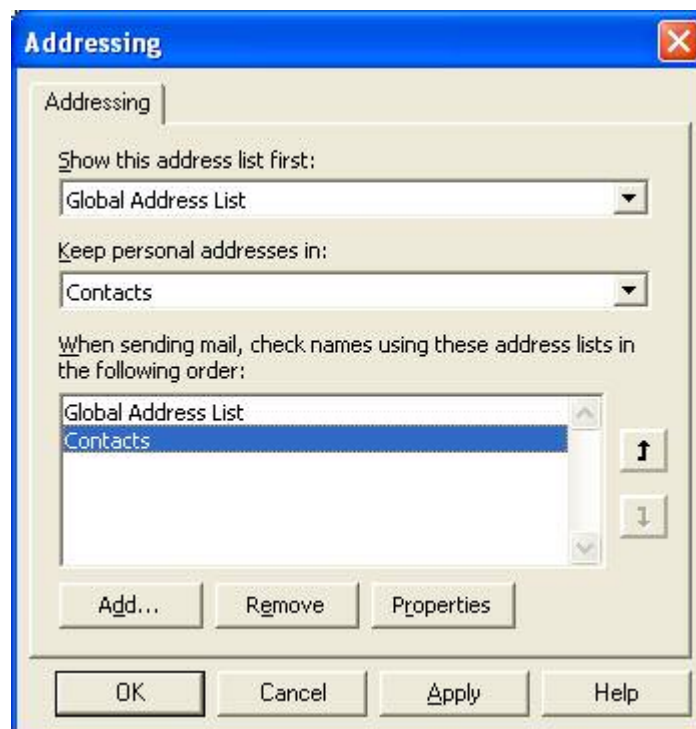 Addressing
Addressing
Show this address list first:
Global Address List
Keep personal addresses in:
Contacts
When sending mail, check names using these address lists in
the following order:
Global Address List
Contacts
Add... Remove Properties
OK Cancel Apply Help